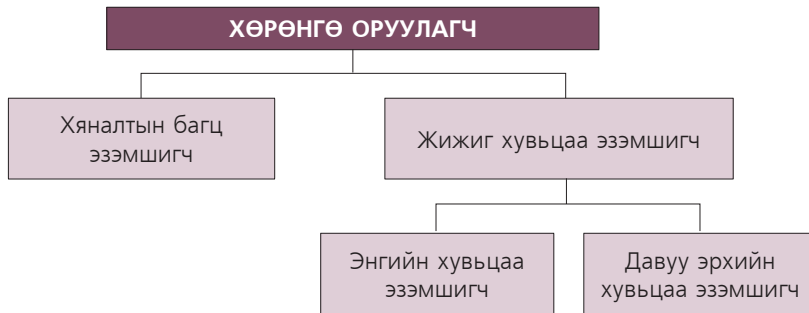 ХӨРӨНГӨ ОРУУЛАГЧ
Хяналтын багц
эзэмшигч
Жижиг хувьцаа эзэмшигч
Энгийн хувьцаа
эзэмшигч
Давуу эрхийн
хувьцаа эзэмшигч